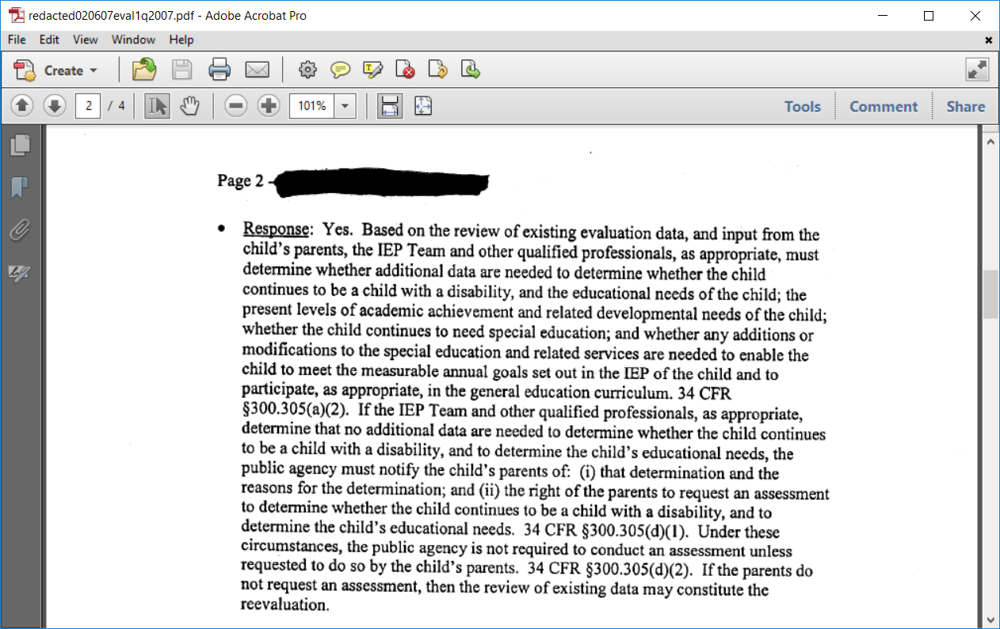 redacted020607eval1q2007.pdf - Adobe Acrobat Pro
File Edit View Window Help
Create
2 / 4 101% Tools Comment Share
Page 2 -
• Response: Yes. Based on the review of existing evaluation data, and input from the
child's parents, the IEP Team and other qualified professionals, as appropriate, must
determine whether additional data are needed to determine whether the child
continues to be a child with a disability, and the educational needs of the child; the
present levels of academic achievement and related developmental needs of the child;
whether the child continues to need special education; and whether any additions or
modifications to the special education and related services are needed to enable the
child to meet the measurable annual goals set out in the IEP of the child and to
participate, as appropriate, in the general education curriculum. 34 CFR
§300.305(a)(2). If the IEP Team and other qualified professionals, as appropriate,
determine that no additional data are needed to determine whether the child continues
to be a child with a disability, and to determine the child's educational needs, the
public agency must notify the child's parents of: (i) that determination and the
reasons for the determination; and (ii) the right of the parents to request an assessment
to determine whether the child continues to be a child with a disability, and to
determine the child's educational needs. 34 CFR §300.305(d)(1). Under these
circumstances, the public agency is not required to conduct an assessment unless
requested to do so by the child's parents. 34 CFR §300.305(d)(2). If the parents do
not request an assessment, then the review of existing data may constitute the
reevaluation.